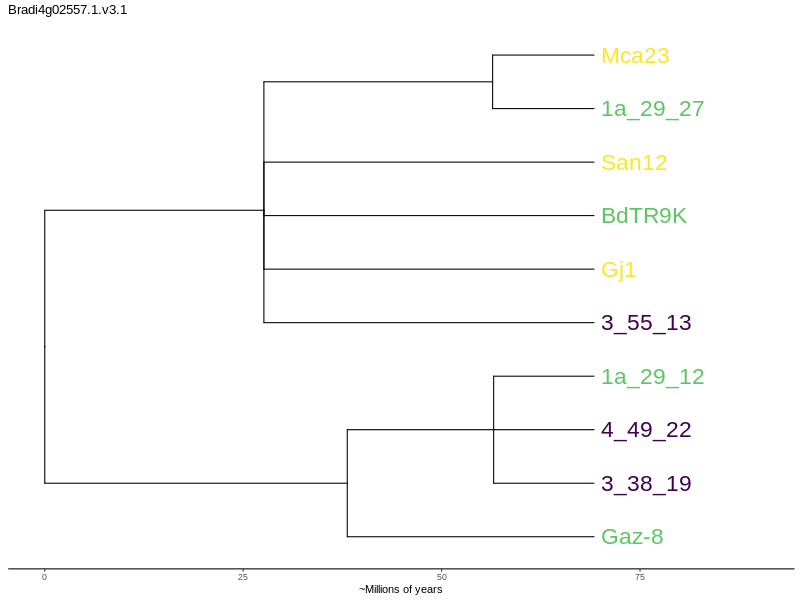 Bradi4g02557.1.v3.1
Mca23
1a_29_27
San12
BdTR9K
Gj1
3_55_13
1a_29_12
4_49_22
3_38_19
Gaz-8
0 25 50 75
~Millions of years